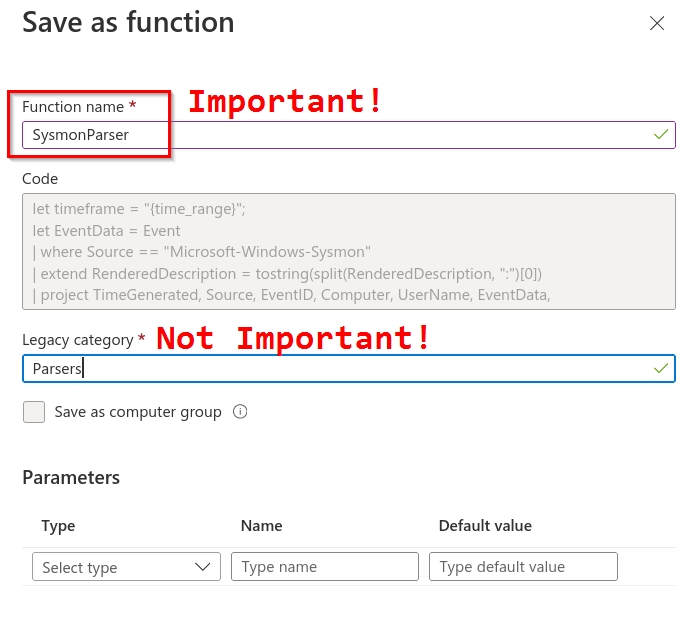 Save as function
Function name *
Important!
SysmonParser
Code
let timeframe = "{time_range}";
let EventData = Event
| where Source == "Microsoft-Windows-Sysmon"
| extend RenderedDescription = tostring(split(RenderedDescription, ":")[0])
| project TimeGenerated, Source, EventID, Computer, UserName, EventData,
Legacy category * Not Important!
Parsers
Save as computer group
Parameters
Type Name Default value
Select type Type name Type default value